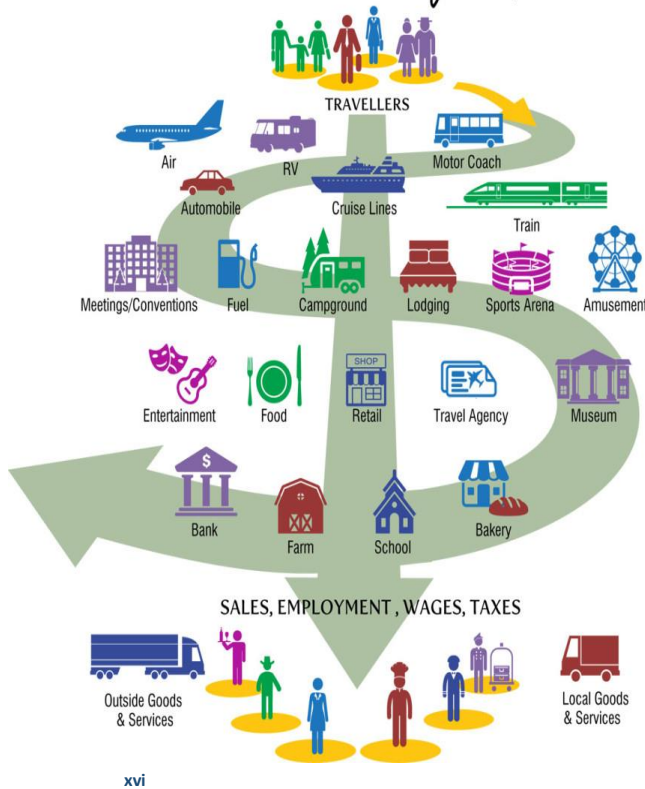 TRAVELLERS
Air
RV
Motor Coach
Automobile
Cruise Lines
Train
Meetings/Conventions
Fuel
Campground
Lodging
Sports Arena
Amusement
SHOP
Entertainment
Food
Retail
Travel Agency
Museum
$
Bank
Farm
School
Bakery
SALES, EMPLOYMENT , WAGES, TAXES
Outside Goods
& Services
Local Goods
& Services
xvi